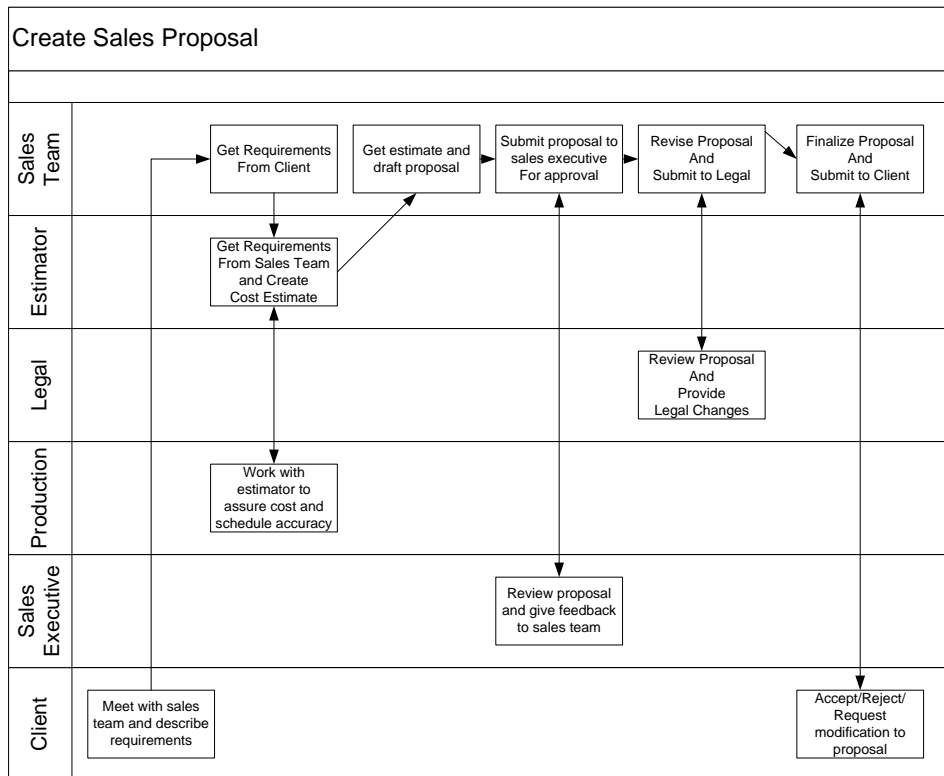 Create Sales Proposal
Sales
Team
Get Requirements
From Client
Get estimate and
draft proposal
Submit proposal to
sales executive
For approval
Revise Proposal
And
Submit to Legal
Finalize Proposal
And
Submit to Client
Estimator
Get Requirements
From Sales Team
and Create
Cost Estimate
Legal
Review Proposal
And
Provide
Legal Changes
Production
Work with
estimator to
assure cost and
schedule accuracy
Sales
Executive
Review proposal
and give feedback
to sales team
Client
Meet with sales
team and describe
requirements
Accept/Reject/
Request
modification to
proposal